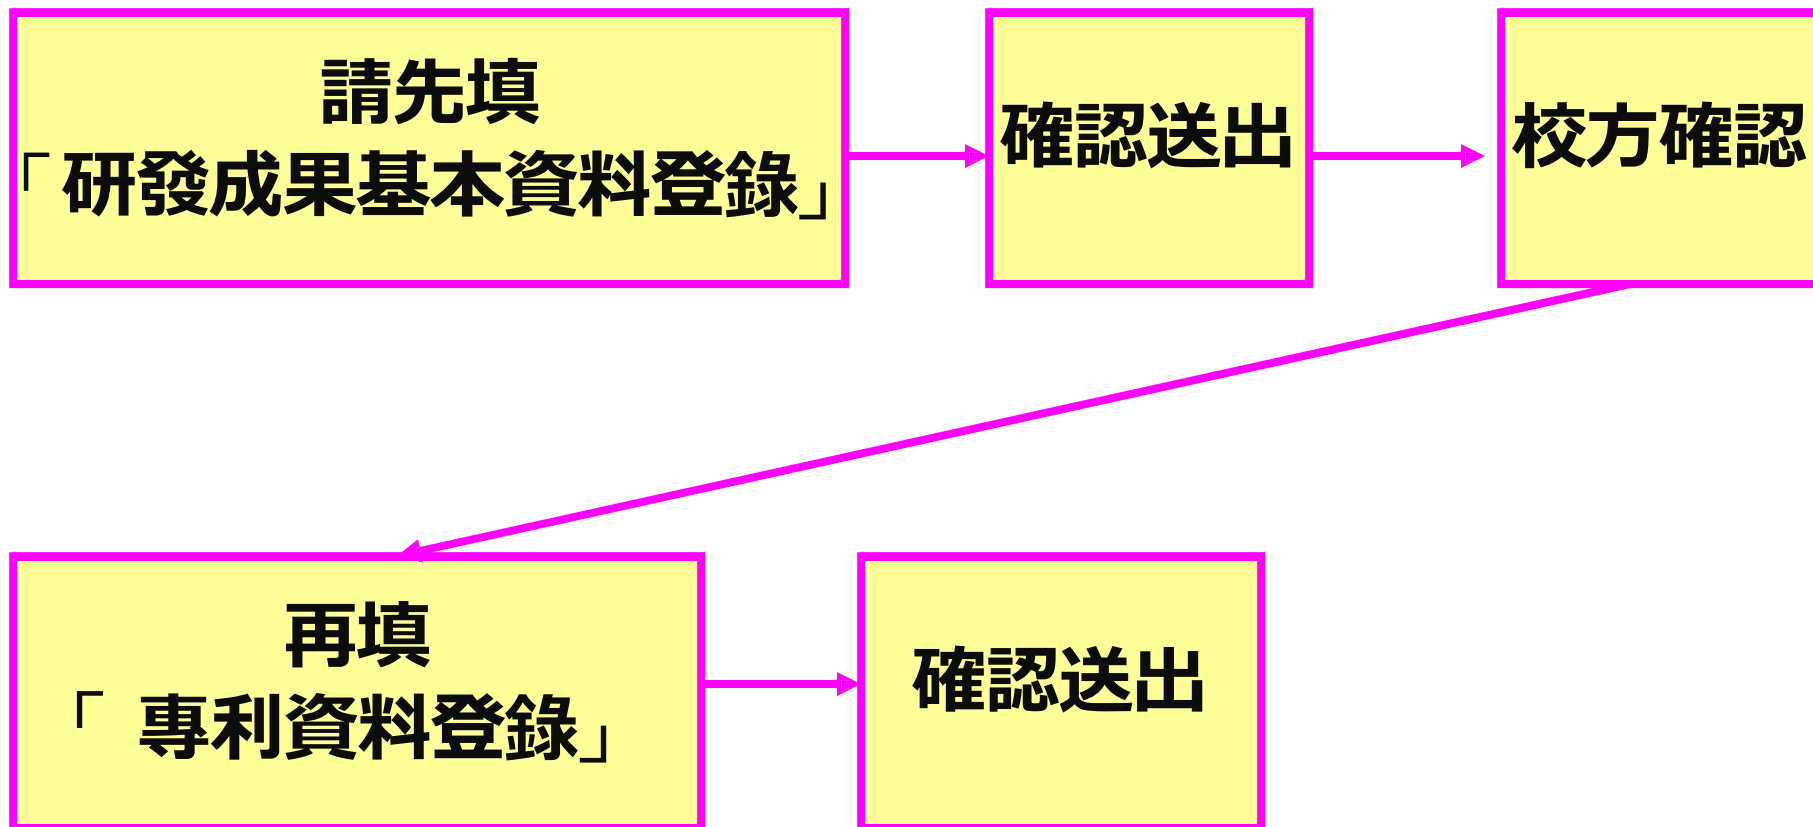 請先填
「研發成果基本資料登錄」
確認送出
校方確認
再填
「 專利資料登錄」
確認送出